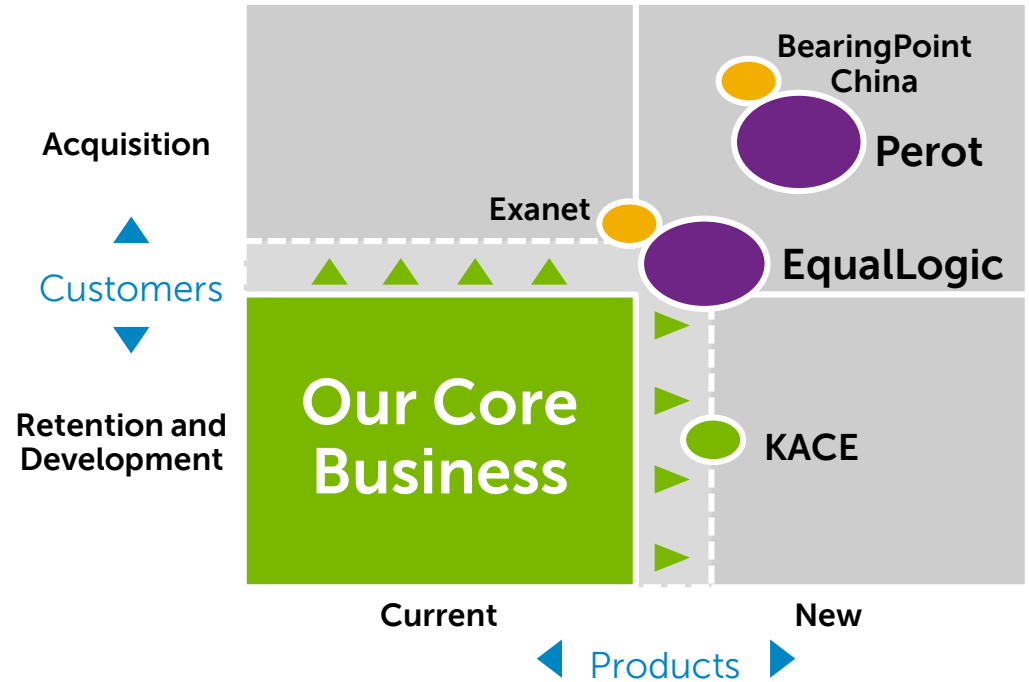 BearingPoint
China
Acquisition
Perot
Exanet
EqualLogic
Customers
Our Core
Business
Retention and
Development
KACE
Current
New
Products